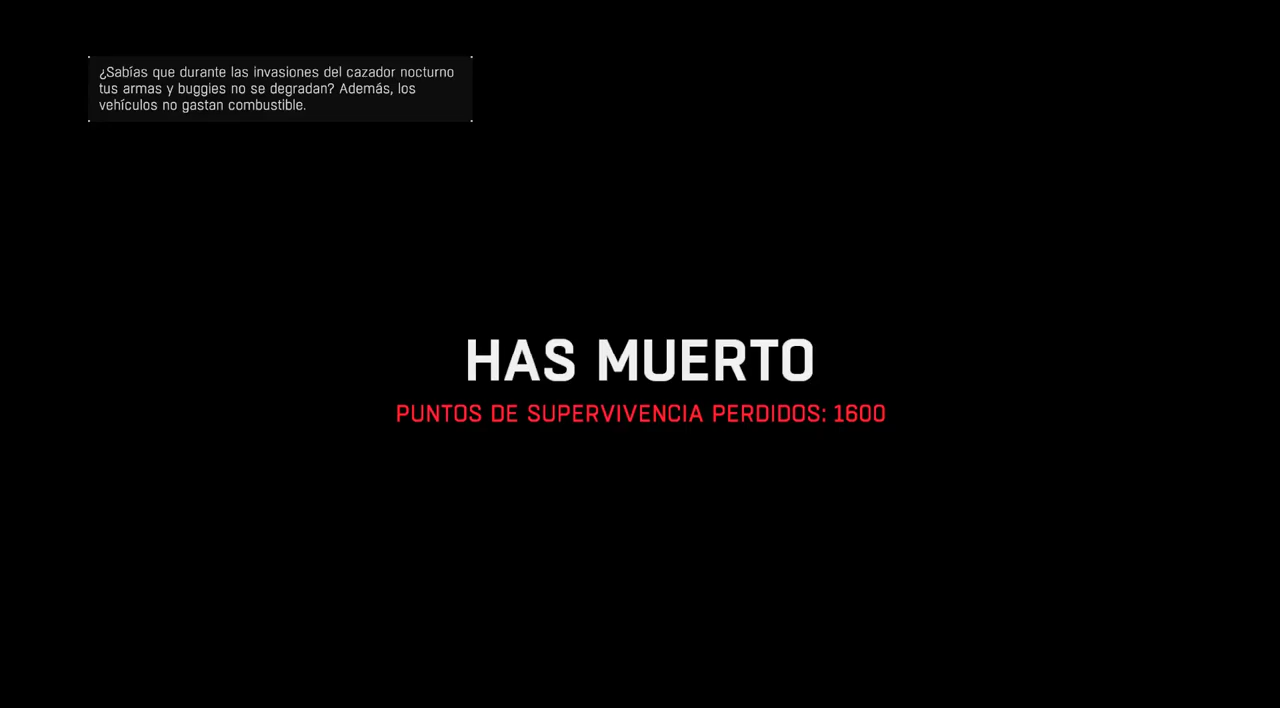 ¿Sabías que durante las invasiones del cazador nocturno
tus armas y buggies no se degradan? Además, los
vehículos no gastan combustible.
HAS MUERTO
PUNTOS DE SUPERVIVENCIA PERDIDOS: 1600